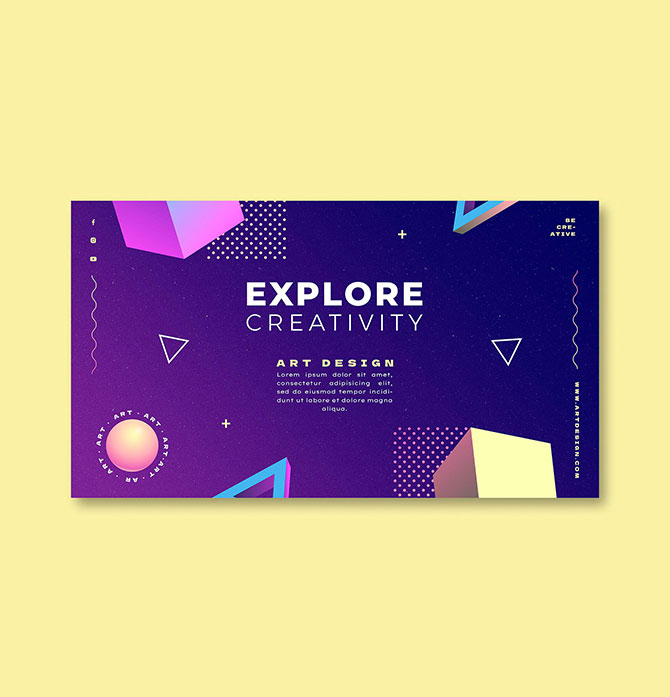 BE
CRE-
ATIVE
EXPLORE
CREATIVITY
ART DESIGN
Lorem ipsum dolor sit amet,
consectetur adipisicing elit,
sed do eiusmod tempor incidi-
dunt ut labore et dolore magna
aliqua.
ART · ART · ART · ART · ART · ART ·
WWW.ARTDESIGN.COM